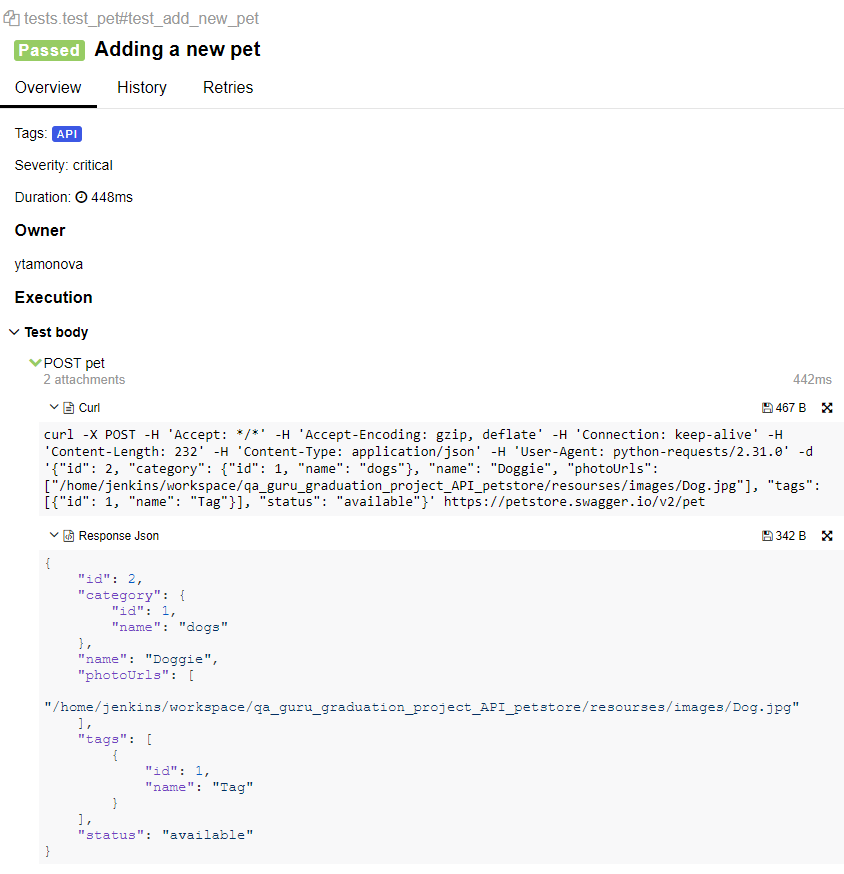 tests.test_pet#test_add_new_pet
Passed Adding a new pet
Overview History Retries
Tags: API
Severity: critical
Duration: 448ms
Owner
ytamonova
Execution
Test body
POST pet
2 attachments 442ms
Curl 467 B
curl -X POST -H 'Accept: */*' -H 'Accept-Encoding: gzip, deflate' -H 'Connection: keep-alive' -H
'Content-Length: 232' -H 'Content-Type: application/json' -H 'User-Agent: python-requests/2.31.0' -d
'{"id": 2, "category": {"id": 1, "name": "dogs"}, "name": "Doggie", "photoUrls":
["/home/jenkins/workspace/qa_guru_graduation_project_API_petstore/resourses/images/Dog.jpg"], "tags":
[{"id": 1, "name": "Tag"}], "status": "available"}' https://petstore.swagger.io/v2/pet
Response Json 342 B
{
    "id": 2,
    "category": {
        "id": 1,
        "name": "dogs"
    },
    "name": "Doggie",
    "photoUrls": [
"/home/jenkins/workspace/qa_guru_graduation_project_API_petstore/resourses/images/Dog.jpg"
    ],
    "tags": [
        {
            "id": 1,
            "name": "Tag"
        }
    ],
    "status": "available"
}